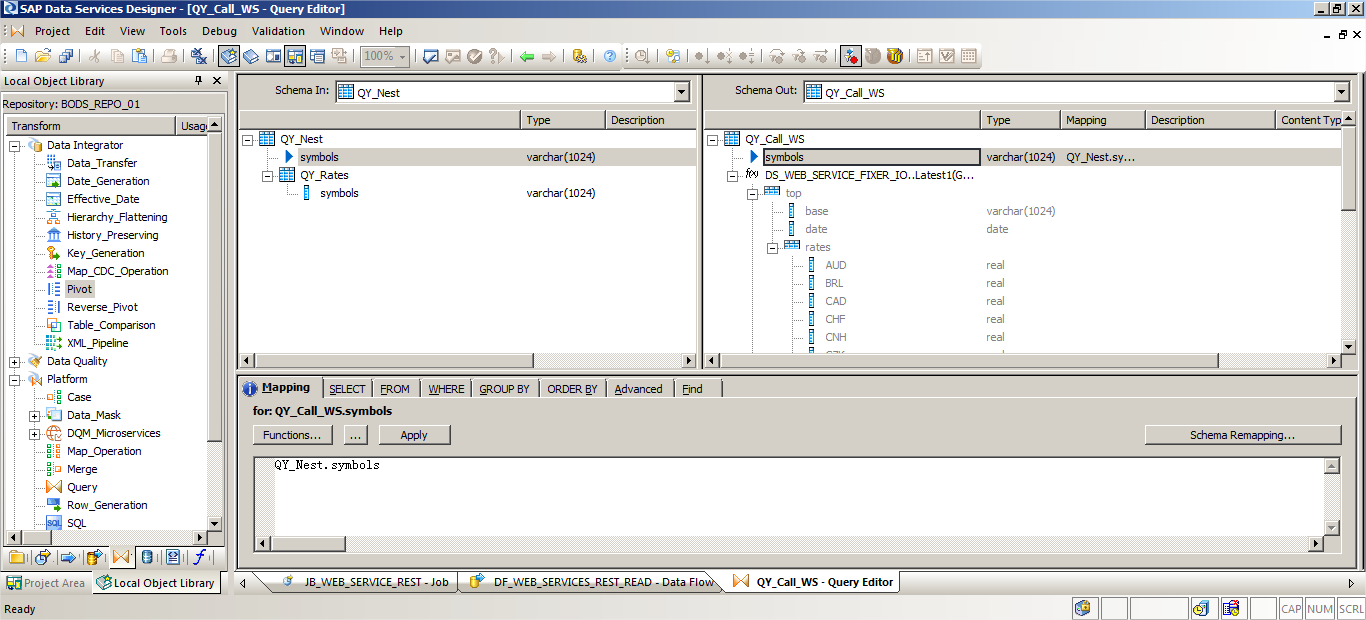 SAP Data Services Designer - [QY_Call_WS - Query Editor]
Project Edit View Tools Debug Validation Window Help
100%
Local Object Library
Repository: BODS_REPO_01
Transform Usag
Data Integrator
Data_Transfer
Date_Generation
Effective_Date
Hierarchy_Flattening
History_Preserving
Key_Generation
Map_CDC_Operation
Pivot
Reverse_Pivot
Table_Comparison
XML_Pipeline
Data Quality
Platform
Case
Data_Mask
DQM_Microservices
Map_Operation
Merge
Query
Row_Generation
SQL
SQL
Project Area Local Object Library
Schema In: QY_Nest
Type Description
QY_Nest
symbols varchar(1024)
QY_Rates
symbols varchar(1024)
Schema Out: QY_Call_WS
Type Mapping Description Content Typ
QY_Call_WS
symbols varchar(1024) QY_Nest.sy...
f(x) DS_WEB_SERVICE_FIXER_IO..Latest1(G...
top
base varchar(1024)
date date
rates
AUD real
BRL real
CAD real
CHF real
CNH real
Mapping SELECT FROM WHERE GROUP BY ORDER BY Advanced Find
for: QY_Call_WS.symbols
Functions... ... Apply Schema Remapping...
QY_Nest.symbols
JB_WEB_SERVICE_REST - Job DF_WEB_SERVICES_REST_READ - Data Flow QY_Call_WS - Query Editor
Ready
CAP NUM SCRL